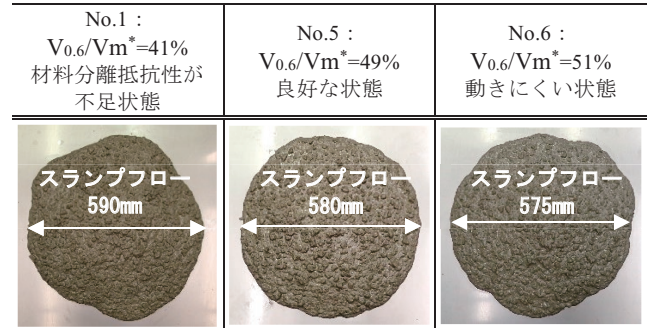 No.1：
V0.6/Vm*=41%
材料分離抵抗性が
不足状態
No.5：
V0.6/Vm*=49%
良好な状態
No.6：
V0.6/Vm*=51%
動きにくい状態
スランプフロー
590mm
スランプフロー
580mm
スランプフロー
575mm